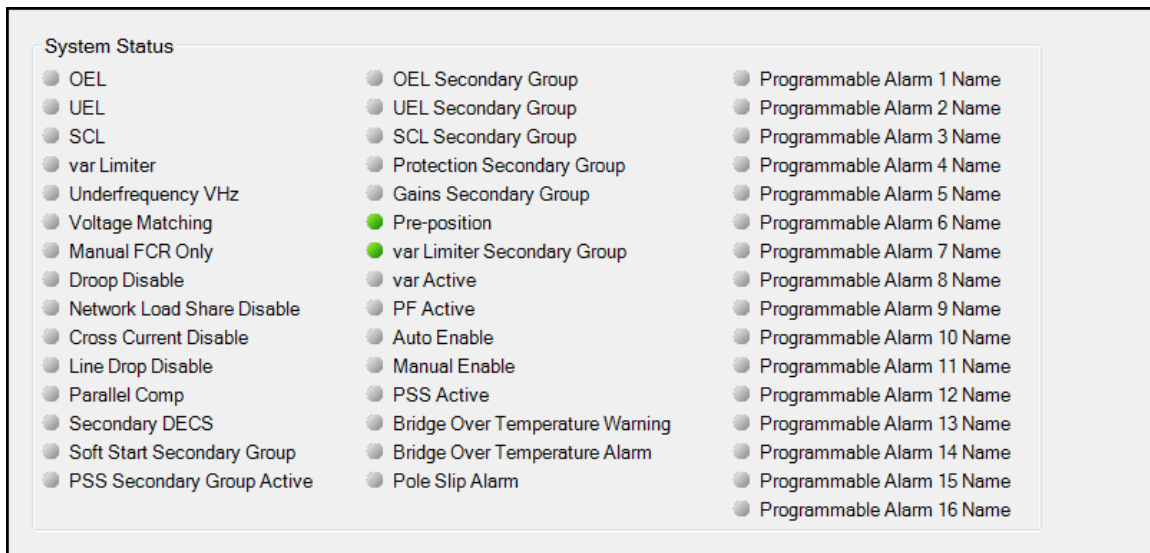 System Status
OEL
UEL
SCL
var Limiter
Underfrequency VHz
Voltage Matching
Manual FCR Only
Droop Disable
Network Load Share Disable
Cross Current Disable
Line Drop Disable
Parallel Comp
Secondary DECS
Soft Start Secondary Group
PSS Secondary Group Active
OEL Secondary Group
UEL Secondary Group
SCL Secondary Group
Protection Secondary Group
Gains Secondary Group
Pre-position
var Limiter Secondary Group
var Active
PF Active
Auto Enable
Manual Enable
PSS Active
Bridge Over Temperature Warning
Bridge Over Temperature Alarm
Pole Slip Alarm
Programmable Alarm 1 Name
Programmable Alarm 2 Name
Programmable Alarm 3 Name
Programmable Alarm 4 Name
Programmable Alarm 5 Name
Programmable Alarm 6 Name
Programmable Alarm 7 Name
Programmable Alarm 8 Name
Programmable Alarm 9 Name
Programmable Alarm 10 Name
Programmable Alarm 11 Name
Programmable Alarm 12 Name
Programmable Alarm 13 Name
Programmable Alarm 14 Name
Programmable Alarm 15 Name
Programmable Alarm 16 Name